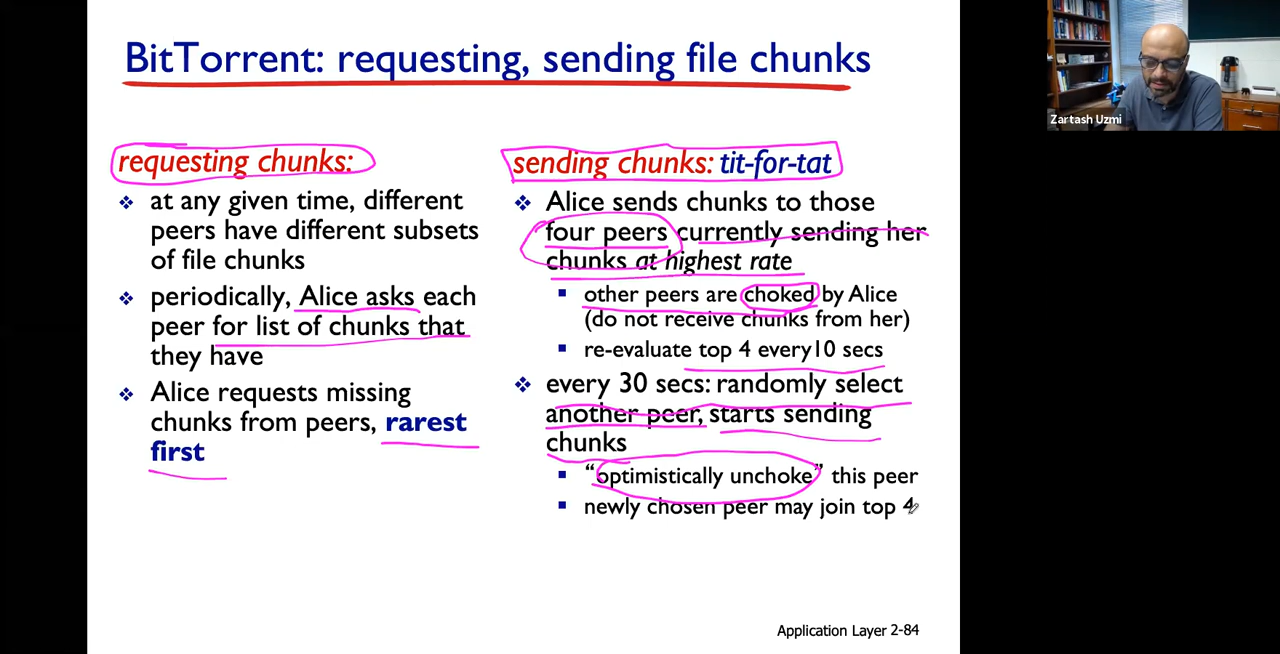 BitTorrent: requesting, sending file chunks
requesting chunks:
at any given time, different
peers have different subsets
of file chunks
periodically, Alice asks each
peer for list of chunks that
they have
Alice requests missing
chunks from peers, rarest
first
sending chunks: tit-for-tat
Alice sends chunks to those
four peers currently sending her
chunks at highest rate
other peers are choked by Alice
(do not receive chunks from her)
re-evaluate top 4 every10 secs
every 30 secs: randomly select
another peer, starts sending
chunks
“optimistically unchoke” this peer
newly chosen peer may join top 4
Application Layer 2-84
Zartash Uzmi